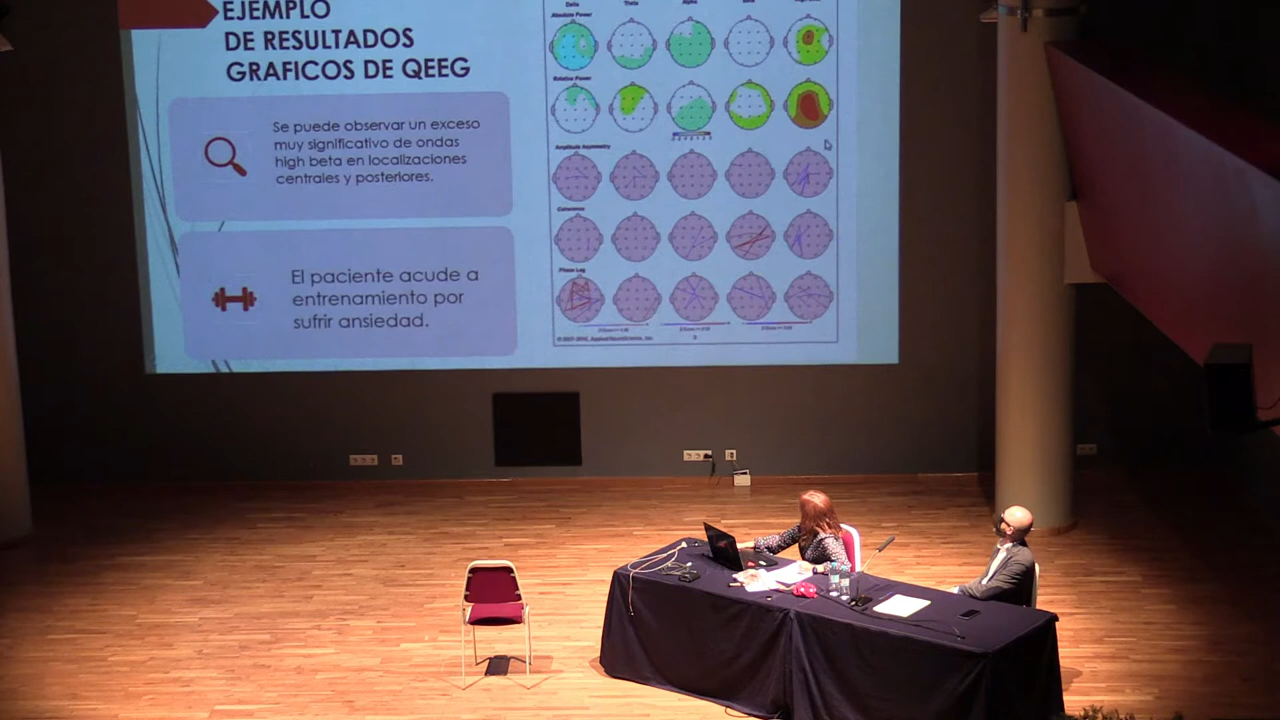 EJEMPLO
DE RESULTADOS
GRAFICOS DE QEEG
Se puede observar un exceso
muy significativo de ondas
high beta en localizaciones
centrales y posteriores.
El paciente acude a
entrenamiento por
sufrir ansiedad.
Delta Theta Alpha
Absolute Power
Relative Power
Amplitude Asymmetry
Coherence
Phase Lag